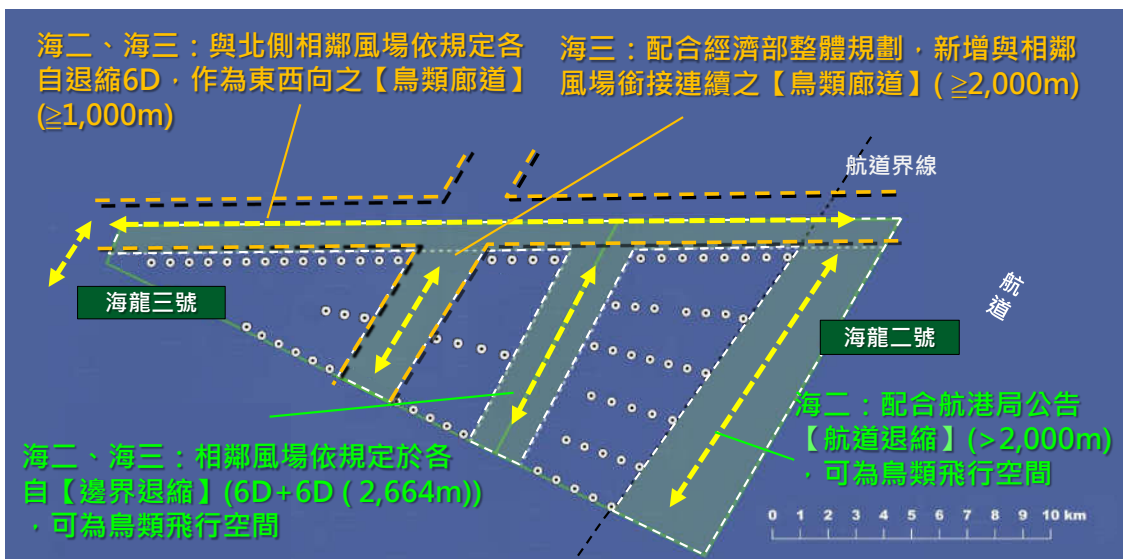 海二、海三：與北側相鄰風場依規定各
自退縮6D，作為東西向之【鳥類廊道】
(≧1,000m)
海三：配合經濟部整體規劃，新增與相鄰
風場銜接連續之【鳥類廊道】( ≧2,000m)
航道界線
航道
海龍三號
海龍二號
海二：配合航港局公告
【航道退縮】(>2,000m)
，可為鳥類飛行空間
海二、海三：相鄰風場依規定於各
自【邊界退縮】(6D+6D ( 2,664m))
，可為鳥類飛行空間
0 1 2 3 4 5 6 7 8 9 10 km